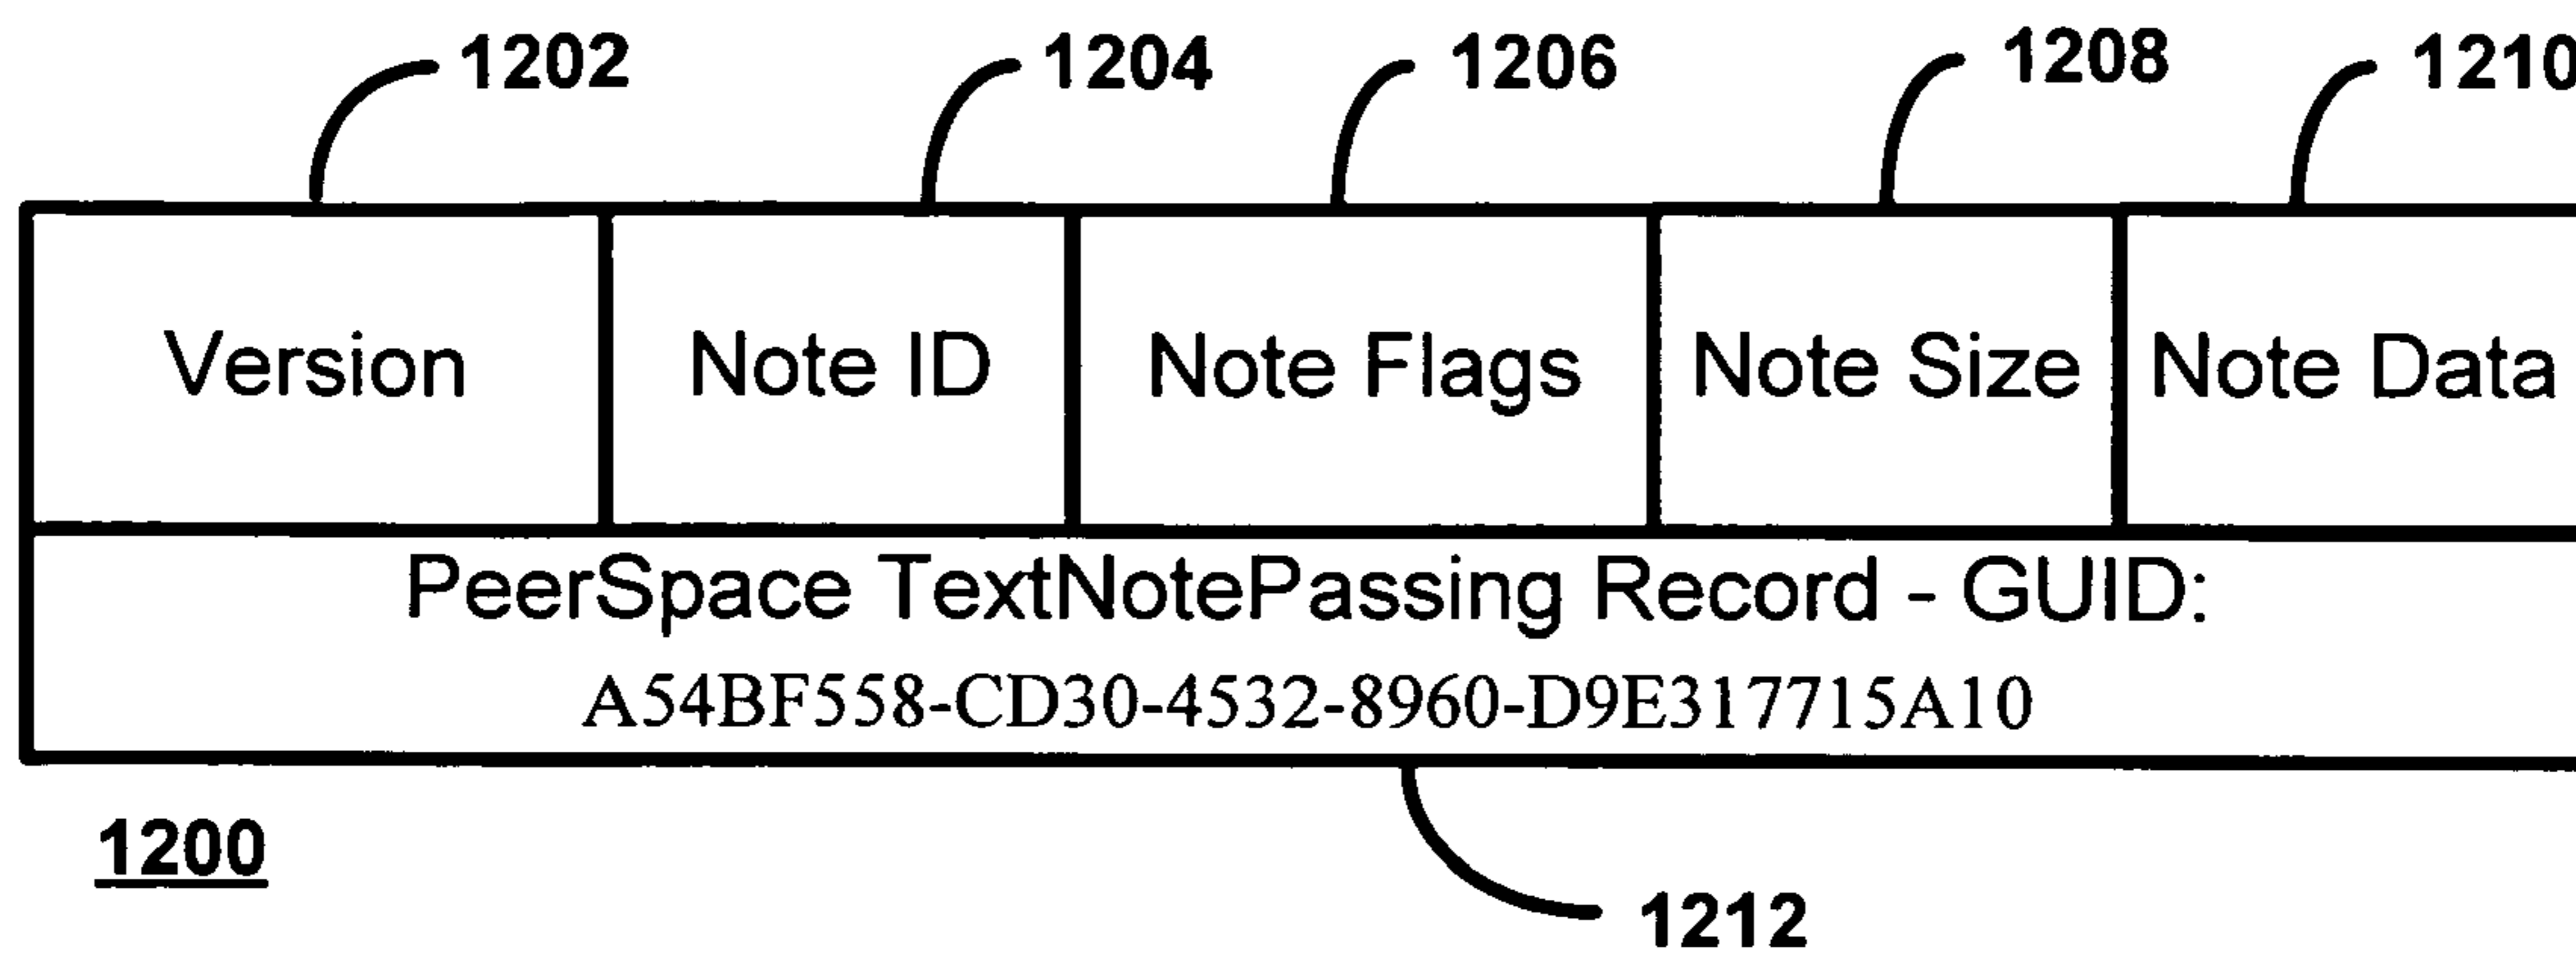 1202 1204 1206 1208 1210
Version Note ID Note Flags Note Size Note Data
PeerSpace TextNotePassing Record - GUID:
A54BF558-CD30-4532-8960-D9E317715A10
1200
1212